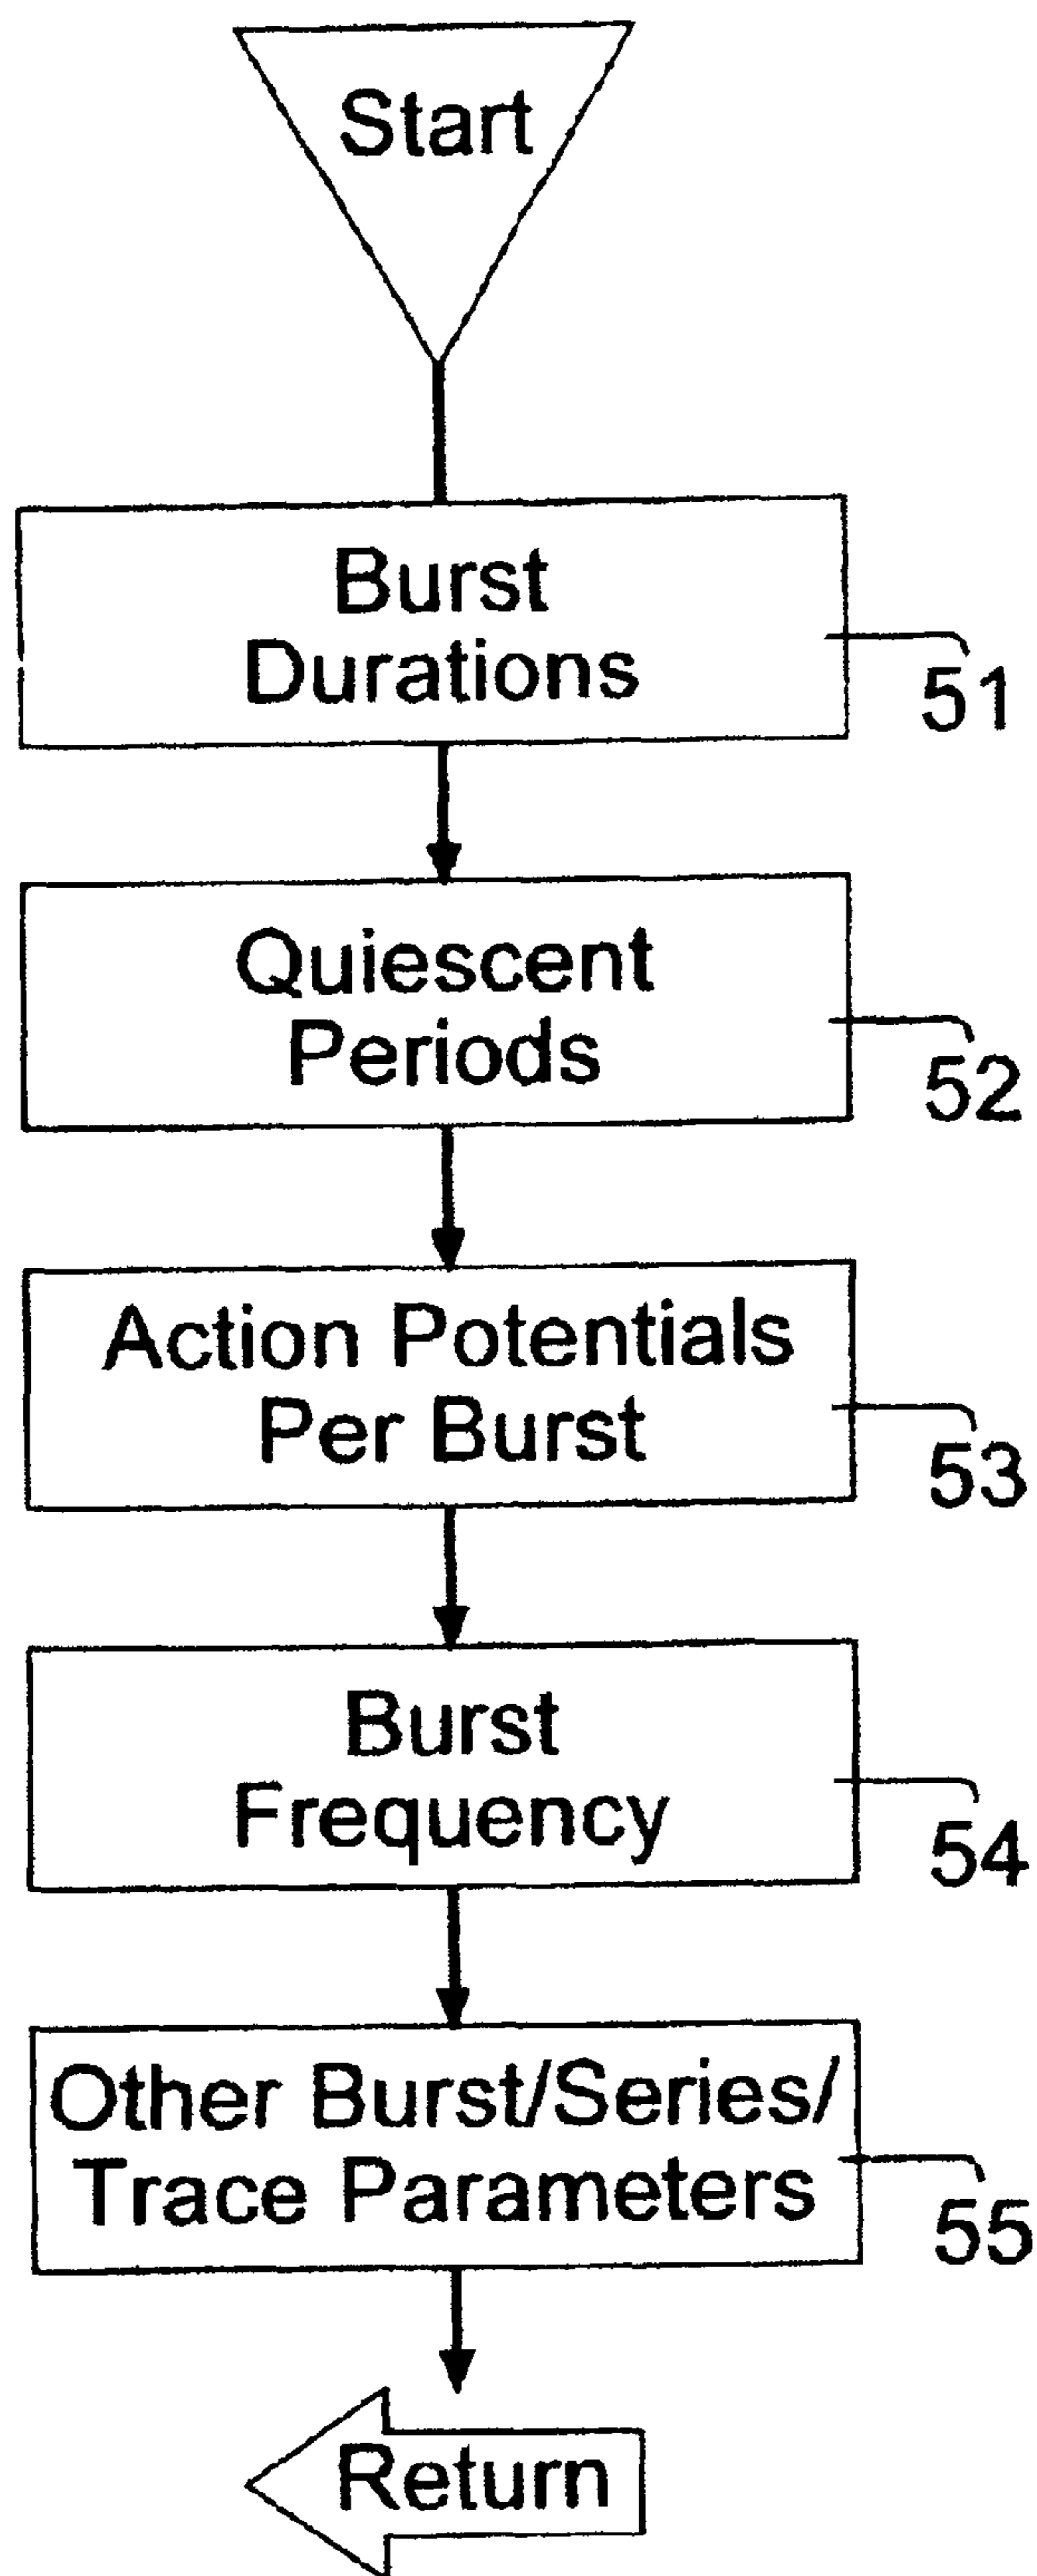 Start
Burst
Durations
51
Quiescent
Periods
52
Action Potentials
Per Burst
53
Burst
Frequency
54
Other Burst/Series/
Trace Parameters
55
Return